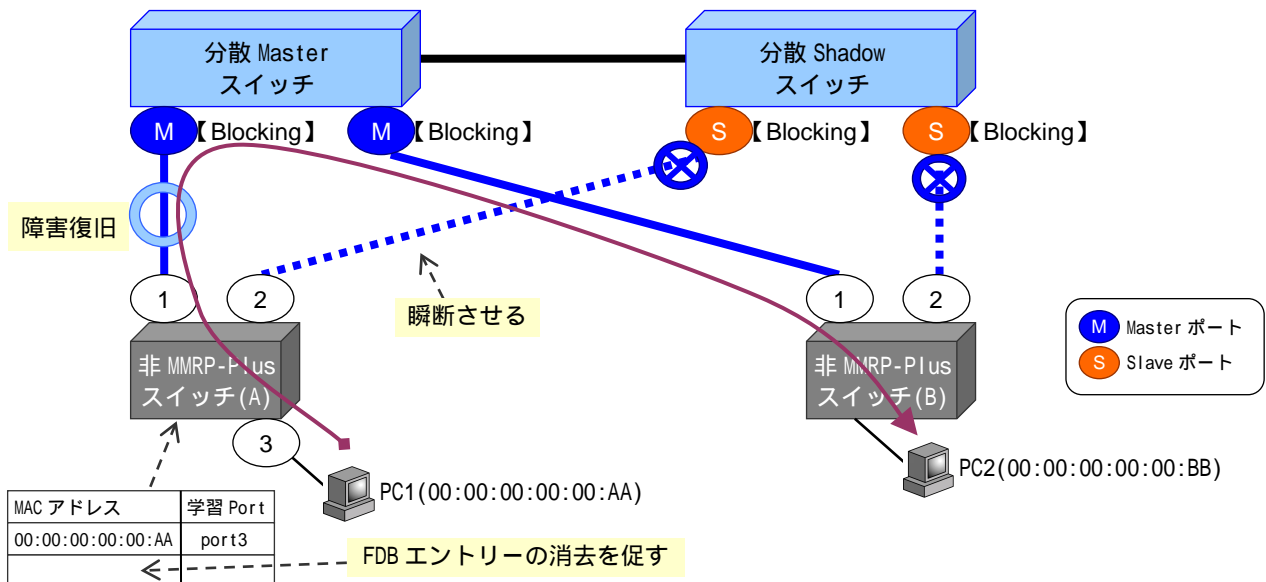 分散 Master
スイッチ
分散 Shadow
スイッチ
M 【Blocking】 M 【Blocking】 S 【Blocking】 S 【Blocking】
障害復旧
1 2
瞬断させる
1 2
非 MMRP-Plus
スイッチ(A)
非 MMRP-Plus
スイッチ(B)
M Master ポート
S Slave ポート
3
PC1(00:00:00:00:00:AA)
PC2(00:00:00:00:00:BB)
MAC アドレス 学習 Port
00:00:00:00:00:AA port3
FDB エントリーの消去を促す